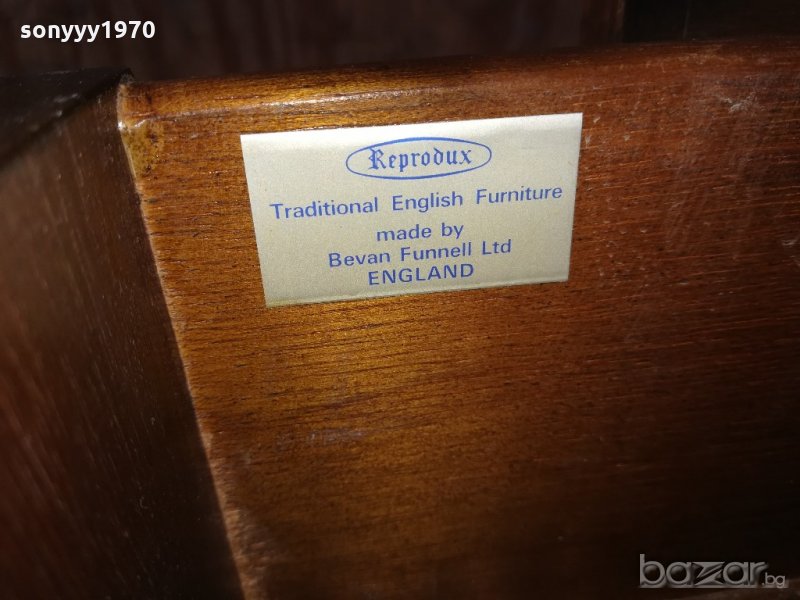 sonyyy1970
Reprodux
Traditional English Furniture
made by
Bevan Funnell Ltd
ENGLAND
bazar.bg